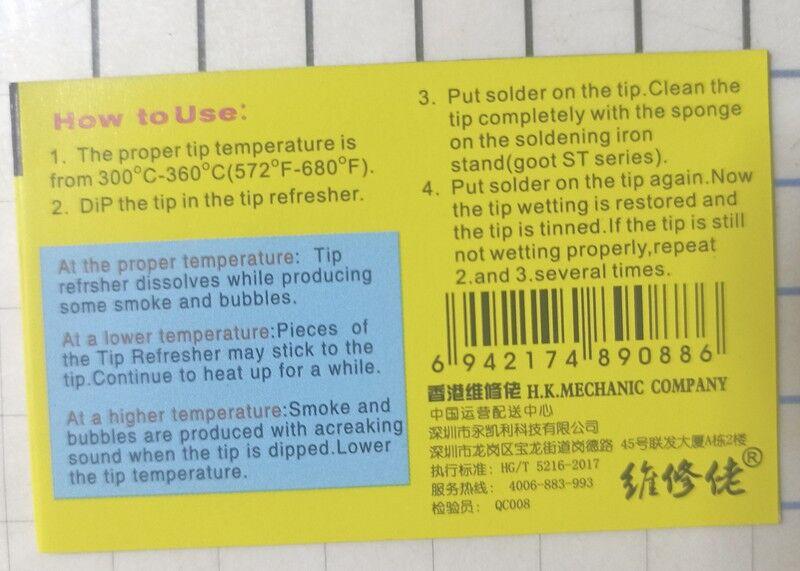 How to Use:
1. The proper tip temperature is
from 300°C-360°C(572°F-680°F).
2. DiP the tip in the tip refresher.
At the proper temperature: Tip
refrsher dissolves while producing
some smoke and bubbles.
At a lower temperature:Pieces of
the Tip Refresher may stick to the
tip.Continue to heat up for a while.
At a higher temperature:Smoke and
bubbles are produced with acreaking
sound when the tip is dipped.Lower
the tip temperature.
3. Put solder on the tip.Clean the
tip completely with the sponge
on the soldening iron
stand(goot ST series).
4. Put solder on the tip again.Now
the tip wetting is restored and
the tip is tinned.If the tip is still
not wetting properly,repeat
2.and 3.several times.
6 942174 890886
香港维修佬 H.K.MECHANIC COMPANY
中国运营配送中心
深圳市永凯利科技有限公司
深圳市龙岗区宝龙街道岗德路 45号联发大厦A栋2楼
执行标准: HG/T 5216-2017
服务热线: 4006-883-993
检验员: QC008
维修佬®